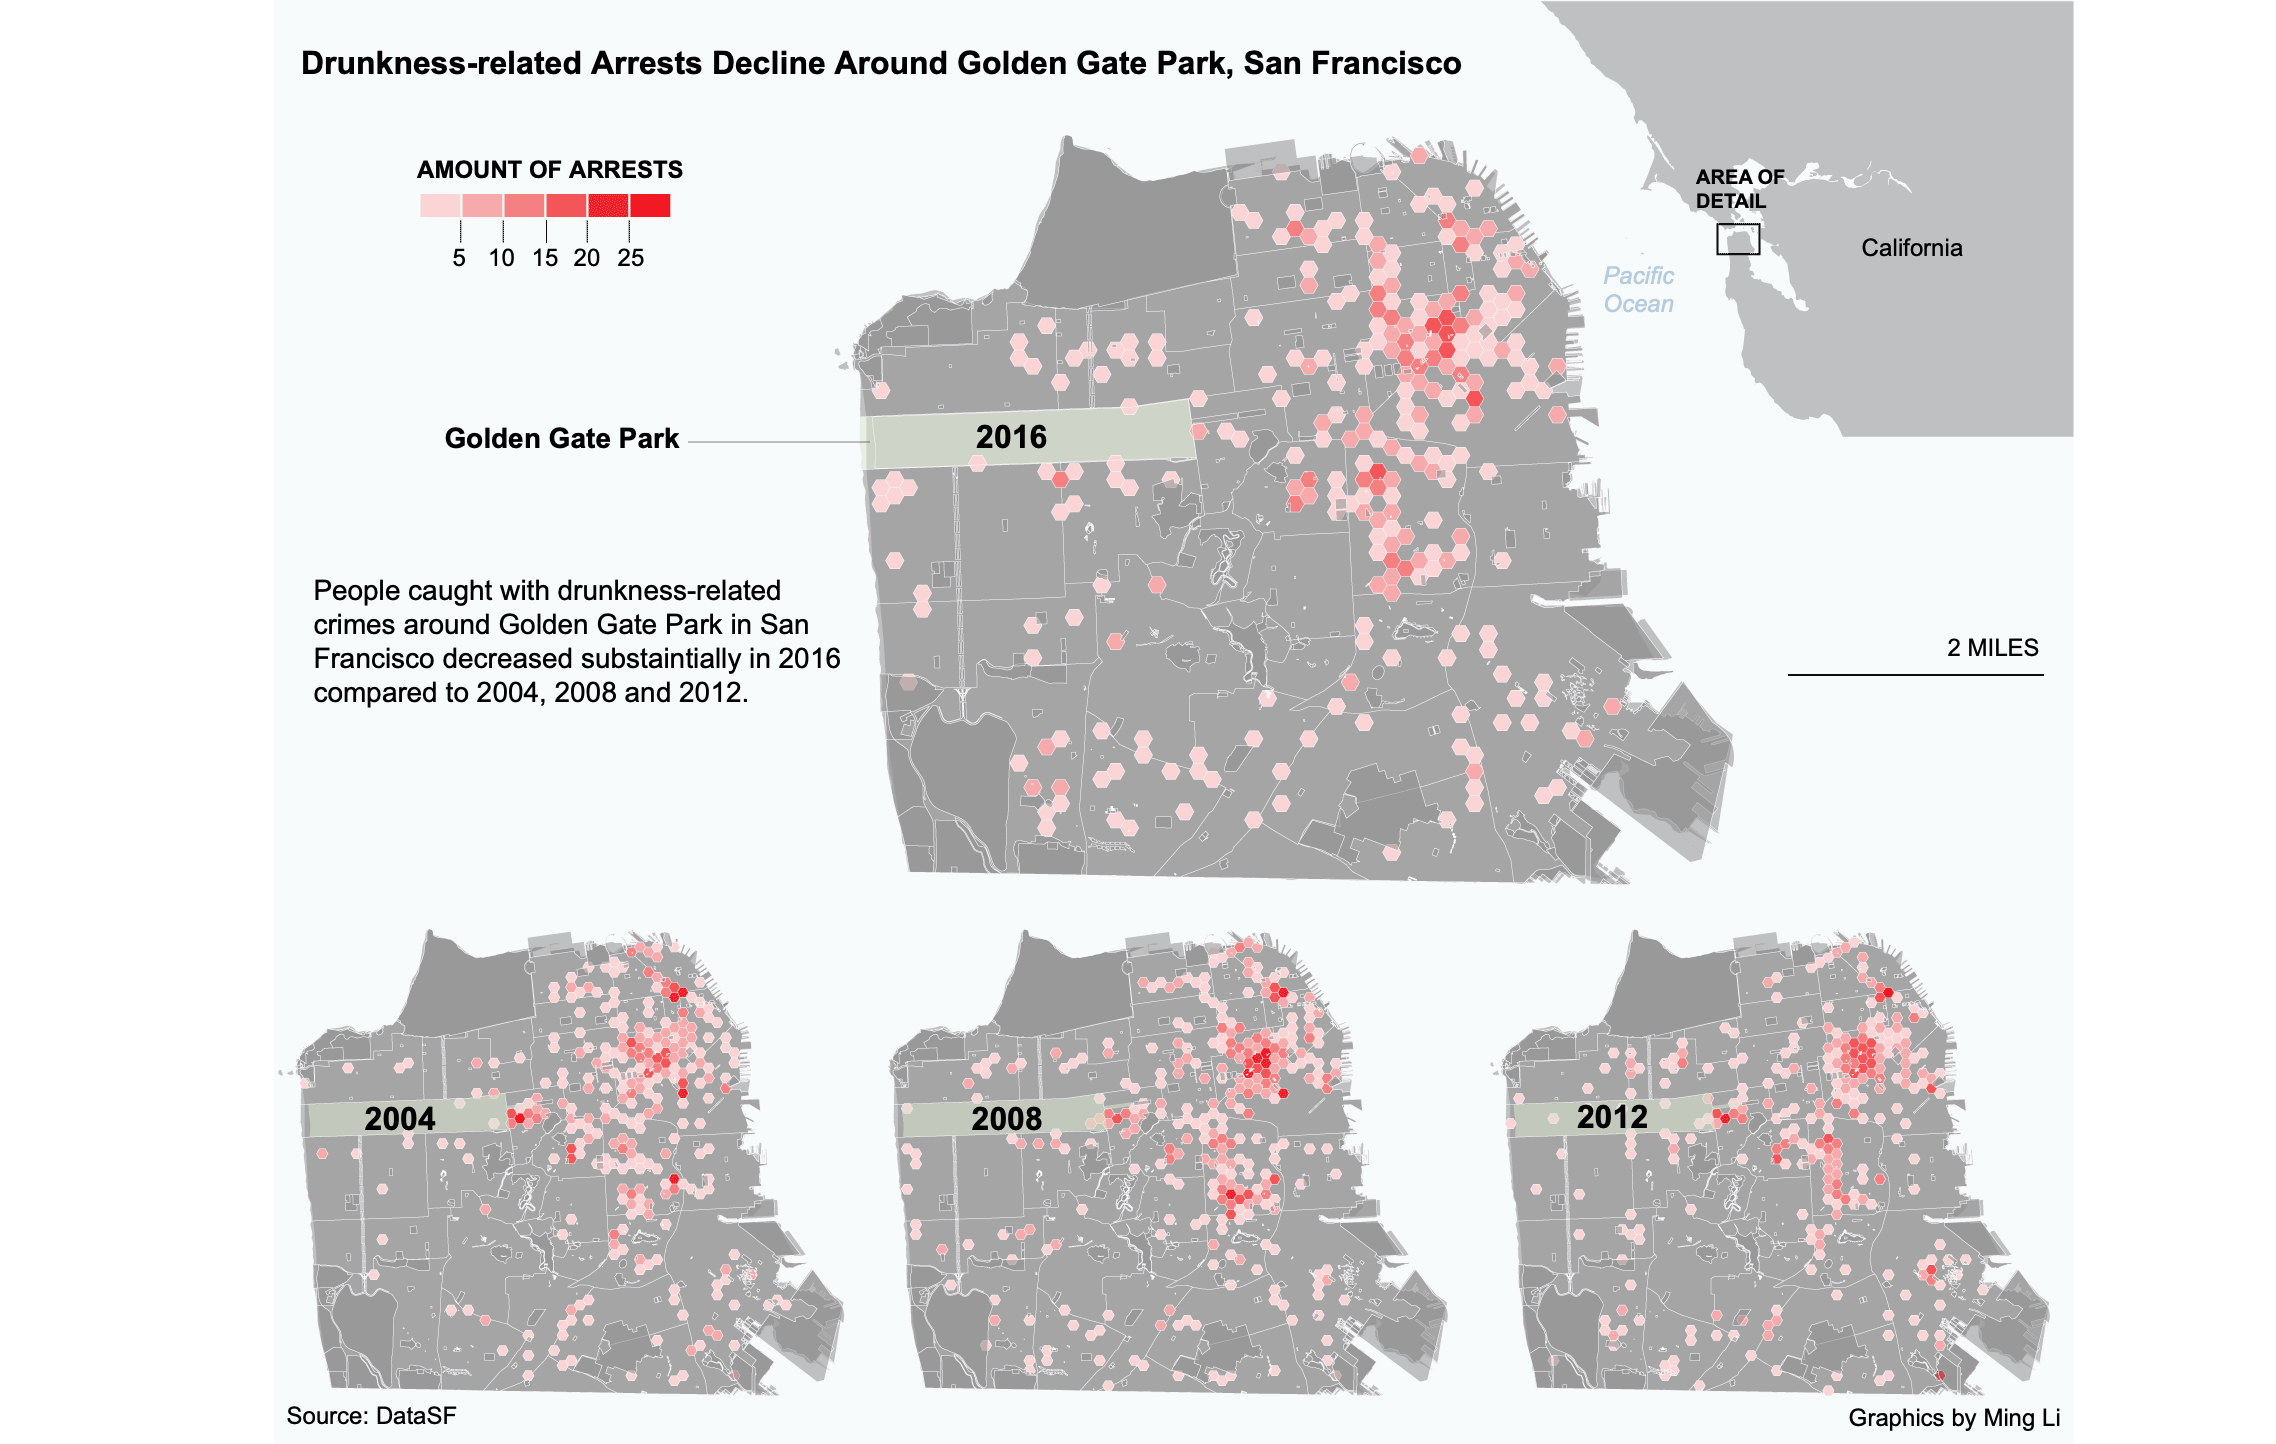 Drunkness-related Arrests Decline Around Golden Gate Park, San Francisco
AMOUNT OF ARRESTS
5 10 15 20 25
AREA OF
DETAIL
California
Pacific
Ocean
Golden Gate Park
2016
People caught with drunkness-related
crimes around Golden Gate Park in San
Francisco decreased substaintially in 2016
compared to 2004, 2008 and 2012.
2 MILES
2004
2008
2012
Source: DataSF
Graphics by Ming Li